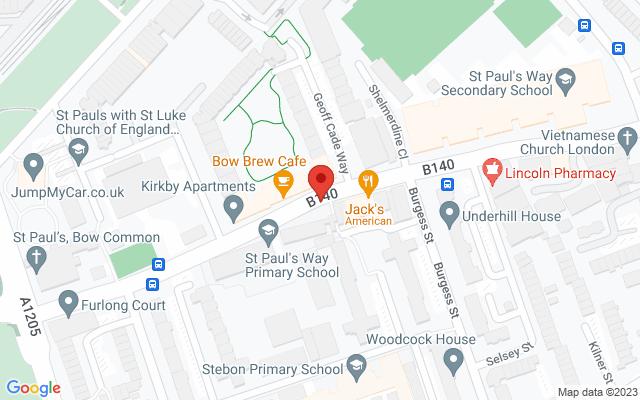 St Paul's Way
Secondary School
Geoff Cade Way
Shelmerdine Cl
St Pauls with St Luke
Church of England...
Vietnamese
Church London
Bow Brew Cafe
B140
Lincoln Pharmacy
JumpMyCar.co.uk
Kirkby Apartments
B140
Jack's
American
Burgess St
Underhill House
St Paul's, Bow Common
St Paul's Way
Primary School
A1205
Furlong Court
Burgess St
Woodcock House
Selsey St
Kilner St
Stebon Primary School
Google
Map data ©2023